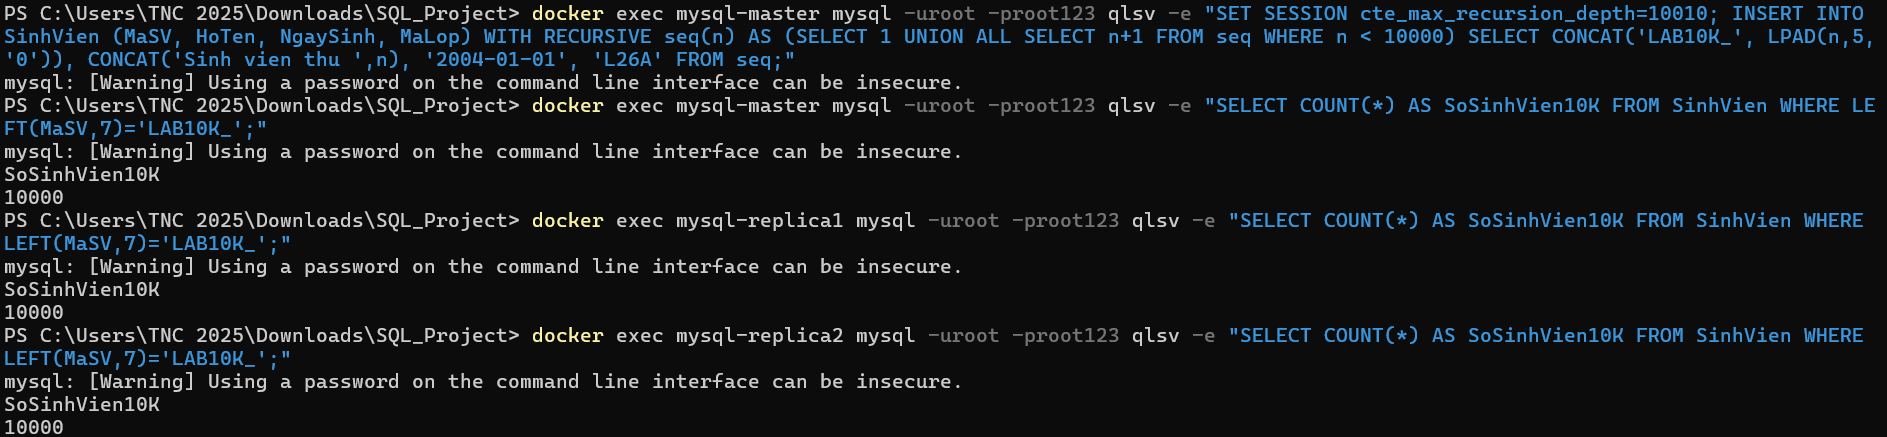 PS C:\Users\TNC 2025\Downloads\SQL_Project> docker exec mysql-master mysql -uroot -proot123 qlsv -e "SET SESSION cte_max_recursion_depth=10010; INSERT INTO
SinhVien (MaSV, HoTen, NgaySinh, MaLop) WITH RECURSIVE seq(n) AS (SELECT 1 UNION ALL SELECT n+1 FROM seq WHERE n < 10000) SELECT CONCAT('LAB10K_', LPAD(n,5,
'0')), CONCAT('Sinh vien thu ',n), '2004-01-01', 'L26A' FROM seq;"
mysql: [Warning] Using a password on the command line interface can be insecure.
PS C:\Users\TNC 2025\Downloads\SQL_Project> docker exec mysql-master mysql -uroot -proot123 qlsv -e "SELECT COUNT(*) AS SoSinhVien10K FROM SinhVien WHERE LE
FT(MaSV,7)='LAB10K_';"
mysql: [Warning] Using a password on the command line interface can be insecure.
SoSinhVien10K
10000
PS C:\Users\TNC 2025\Downloads\SQL_Project> docker exec mysql-replica1 mysql -uroot -proot123 qlsv -e "SELECT COUNT(*) AS SoSinhVien10K FROM SinhVien WHERE
LEFT(MaSV,7)='LAB10K_';"
mysql: [Warning] Using a password on the command line interface can be insecure.
SoSinhVien10K
10000
PS C:\Users\TNC 2025\Downloads\SQL_Project> docker exec mysql-replica2 mysql -uroot -proot123 qlsv -e "SELECT COUNT(*) AS SoSinhVien10K FROM SinhVien WHERE
LEFT(MaSV,7)='LAB10K_';"
mysql: [Warning] Using a password on the command line interface can be insecure.
SoSinhVien10K
10000